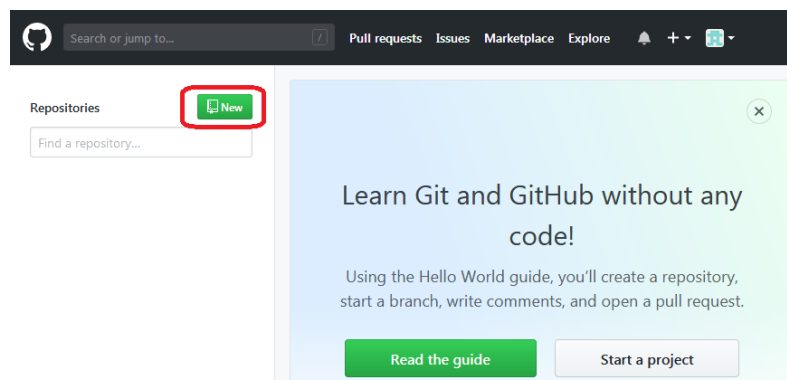 Search or jump to... /
Pull requests Issues Marketplace Explore
Repositories
New
Find a repository...
Learn Git and GitHub without any
code!
Using the Hello World guide, you’ll create a repository,
start a branch, write comments, and open a pull request.
Read the guide
Start a project